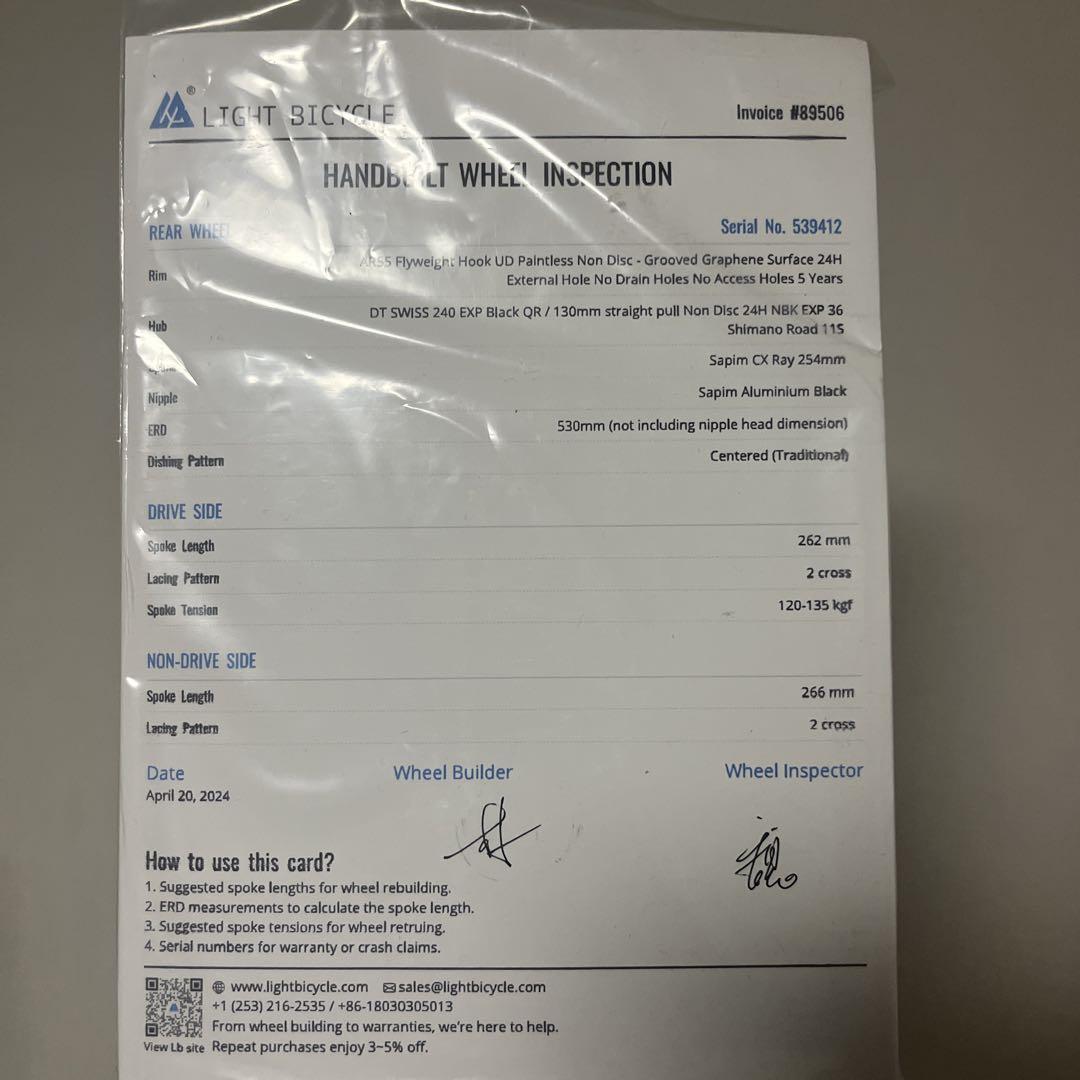 LIGHT BICYCLE ®
Invoice #89506
HANDBUILT WHEEL INSPECTION
REAR WHEEL
Serial No. 539412
Rim
AR55 Flyweight Hook UD Paintless Non Disc - Grooved Graphene Surface 24H
External Hole No Drain Holes No Access Holes 5 Years
Hub
DT SWISS 240 EXP Black QR / 130mm straight pull Non Disc 24H NBK EXP 36
Shimano Road 11S
Sapim CX Ray 254mm
Nipple
Sapim Aluminium Black
ERD
530mm (not including nipple head dimension)
Dishing Pattern
Centered (Traditional)
DRIVE SIDE
Spoke Length
262 mm
Lacing Pattern
2 cross
Spoke Tension
120-135 kgf
NON-DRIVE SIDE
Spoke Length
266 mm
Lacing Pattern
2 cross
Date
Wheel Builder
Wheel Inspector
April 20, 2024
How to use this card?
1. Suggested spoke lengths for wheel rebuilding.
2. ERD measurements to calculate the spoke length.
3. Suggested spoke tensions for wheel retruing.
4. Serial numbers for warranty or crash claims.
www.lightbicycle.com sales@lightbicycle.com
+1 (253) 216-2535 / +86-18030305013
From wheel building to warranties, we're here to help.
View Lb site
Repeat purchases enjoy 3~5% off.